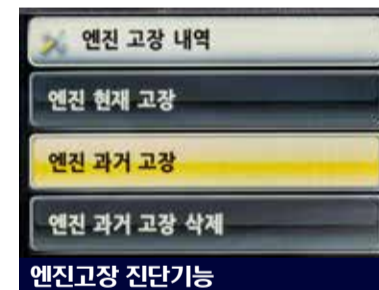 엔진 고장 내역
엔진 현재 고장
엔진 과거 고장
엔진 과거 고장 삭제
엔진고장 진단기능